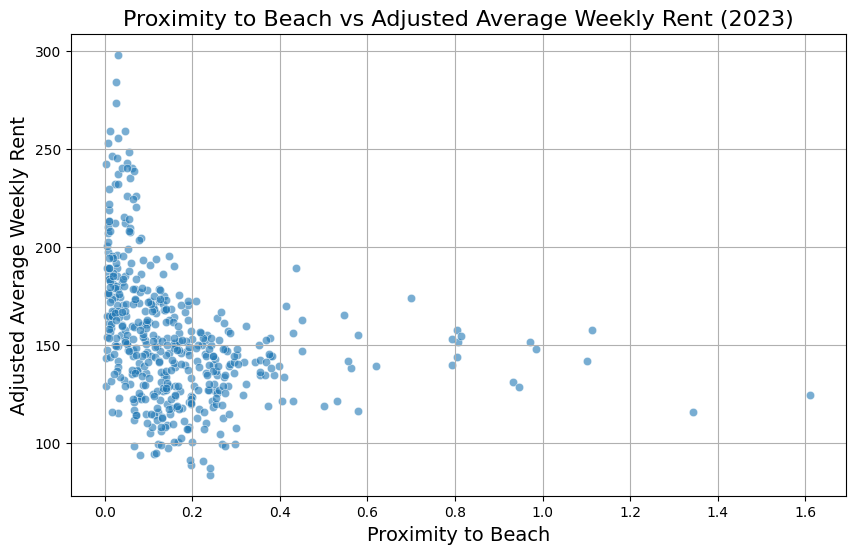 Proximity to Beach vs Adjusted Average Weekly Rent (2023)
Adjusted Average Weekly Rent
300
250
200
150
100
0.0 0.2 0.4 0.6 0.8 1.0 1.2 1.4 1.6
Proximity to Beach